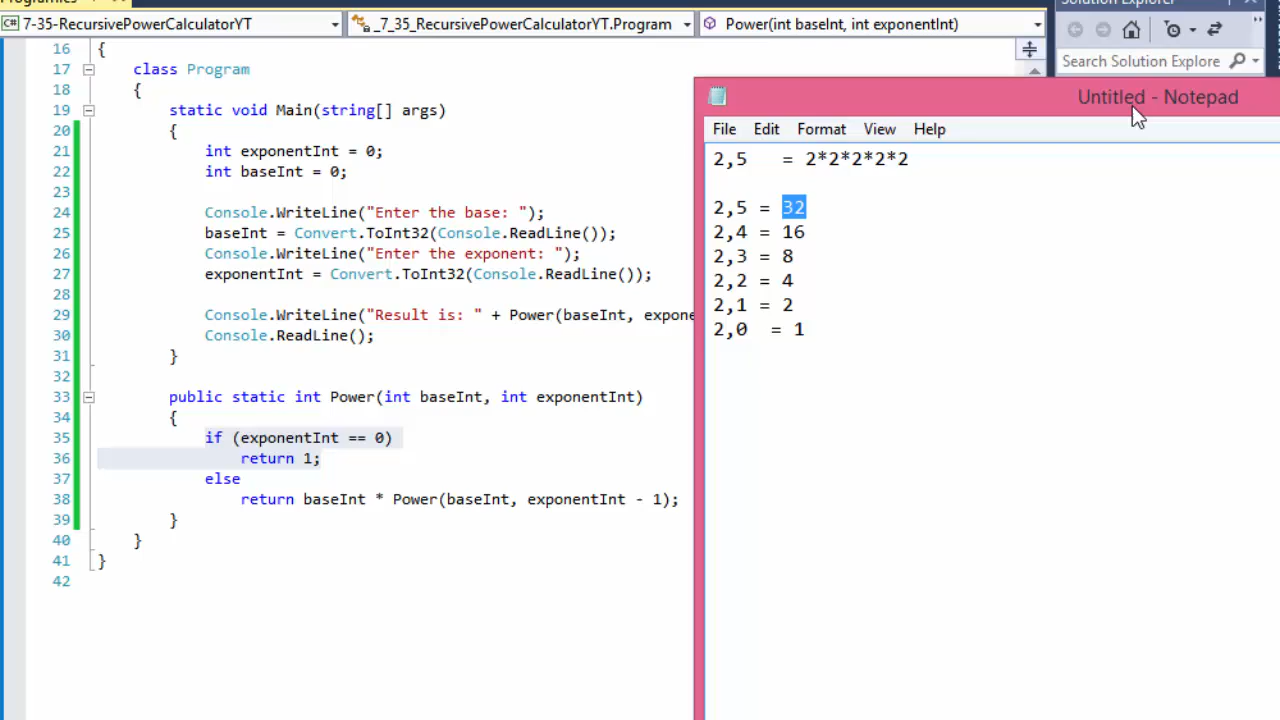 7-35-RecursivePowerCalculatorYT
_7_35_RecursivePowerCalculatorYT.Program
Power(int baseInt, int exponentInt)
Solution Explorer
Search Solution Explore
16 {
17 class Program
18 {
19 static void Main(string[] args)
20 {
21 int exponentInt = 0;
22 int baseInt = 0;
23
24 Console.WriteLine("Enter the base: ");
25 baseInt = Convert.ToInt32(Console.ReadLine());
26 Console.WriteLine("Enter the exponent: ");
27 exponentInt = Convert.ToInt32(Console.ReadLine());
28
29 Console.WriteLine("Result is: " + Power(baseInt, expone
30 Console.ReadLine();
31 }
32
33 public static int Power(int baseInt, int exponentInt)
34 {
35 if (exponentInt == 0)
36 return 1;
37 else
38 return baseInt * Power(baseInt, exponentInt - 1);
39 }
40 }
41 }
42
Untitled - Notepad
File Edit Format View Help
2,5 = 2*2*2*2*2
2,5 = 32
2,4 = 16
2,3 = 8
2,2 = 4
2,1 = 2
2,0 = 1